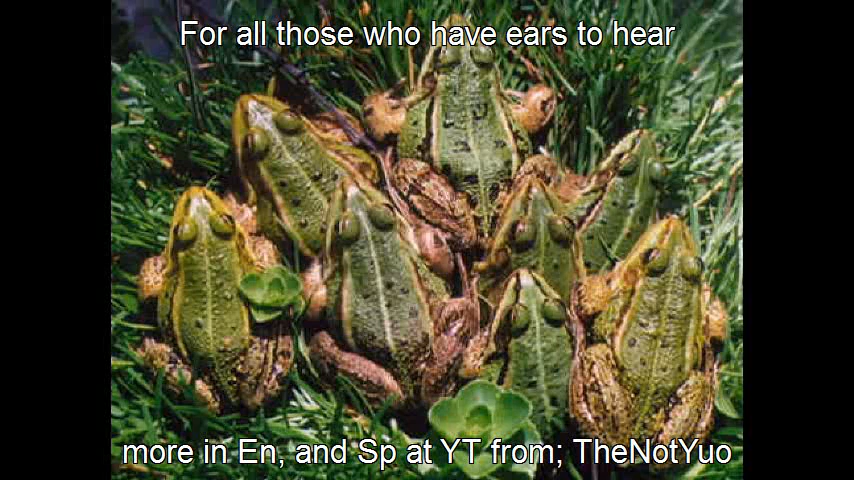 For all those who have ears to hear
more in En, and Sp at YT from; TheNotYuo